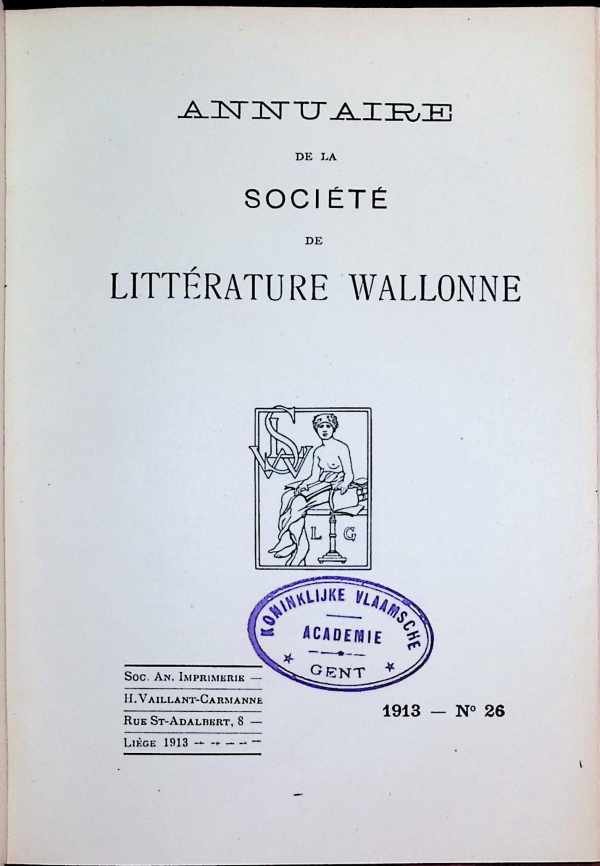 ANNUAIRE
DE LA
SOCIÉTÉ
DE
LITTÉRATURE WALLONNE
SLW
L G
KONINKLIJKE VLAAMSCHE
ACADEMIE
GENT
SOC. AN. IMPRIMERIE —
H. VAILLANT-CARMANNE
RUE ST-ADALBERT, 8 —
LIÈGE 1913 — — — — —
1913 — N° 26